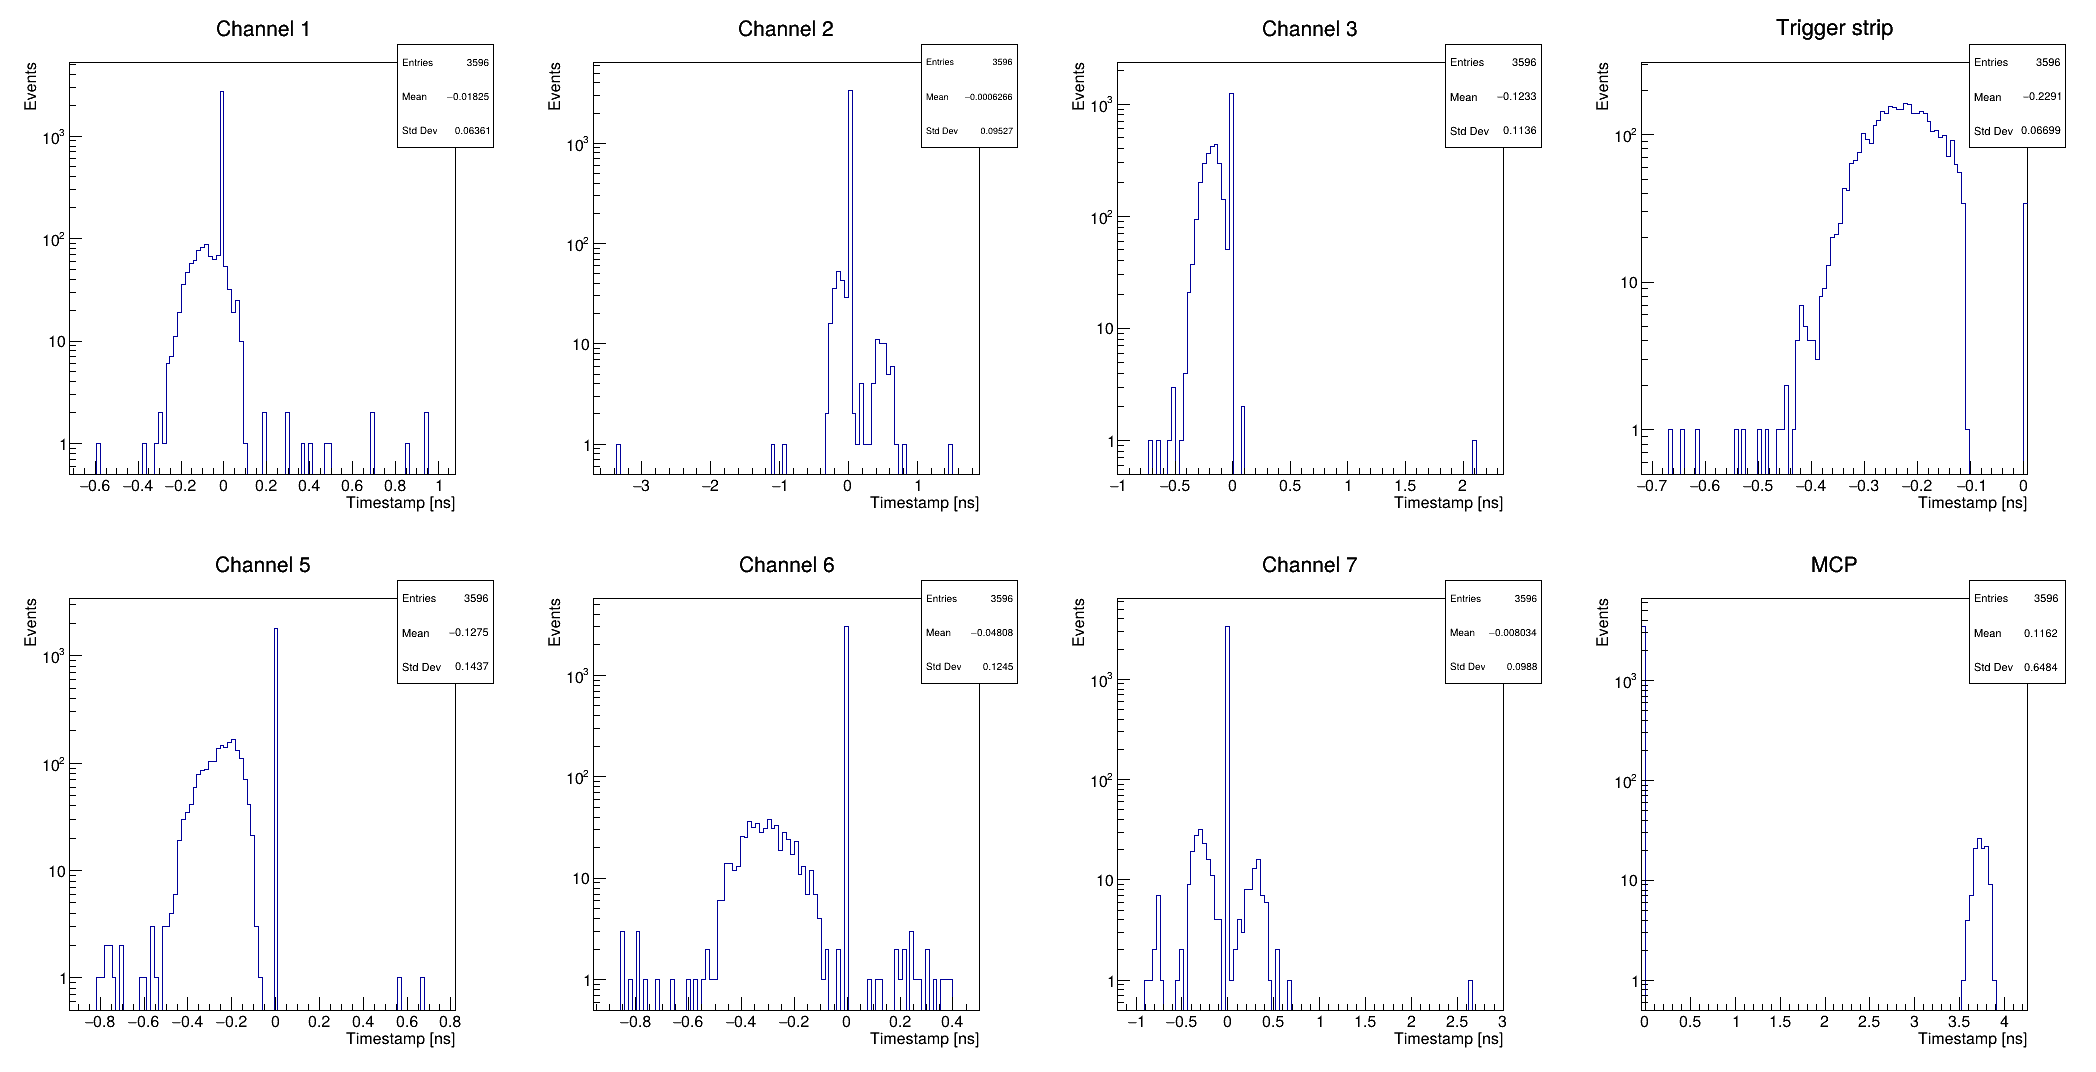 Channel 1
Events
Entries 3596
Mean −0.01825
Std Dev 0.06361
10³
10²
10
1
−0.6 −0.4 −0.2 0 0.2 0.4 0.6 0.8 1
Timestamp [ns]
Channel 2
Events
Entries 3596
Mean −0.0006266
Std Dev 0.09527
10³
10²
10
1
−3 −2 −1 0 1
Timestamp [ns]
Channel 3
Events
Entries 3596
Mean −0.1233
Std Dev 0.1136
10³
10²
10
1
−1 −0.5 0 0.5 1 1.5 2
Timestamp [ns]
Trigger strip
Events
Entries 3596
Mean −0.2291
Std Dev 0.06699
10²
10
1
−0.7 −0.6 −0.5 −0.4 −0.3 −0.2 −0.1 0
Timestamp [ns]
Channel 5
Events
Entries 3596
Mean −0.1275
Std Dev 0.1437
10³
10²
10
1
−0.8 −0.6 −0.4 −0.2 0 0.2 0.4 0.6 0.8
Timestamp [ns]
Channel 6
Events
Entries 3596
Mean −0.04808
Std Dev 0.1245
10³
10²
10
1
−0.8 −0.6 −0.4 −0.2 0 0.2 0.4
Timestamp [ns]
Channel 7
Events
Entries 3596
Mean −0.008034
Std Dev 0.0988
10³
10²
10
1
−1 −0.5 0 0.5 1 1.5 2 2.5 3
Timestamp [ns]
MCP
Events
Entries 3596
Mean 0.1162
Std Dev 0.6484
10³
10²
10
1
0 0.5 1 1.5 2 2.5 3 3.5 4
Timestamp [ns]